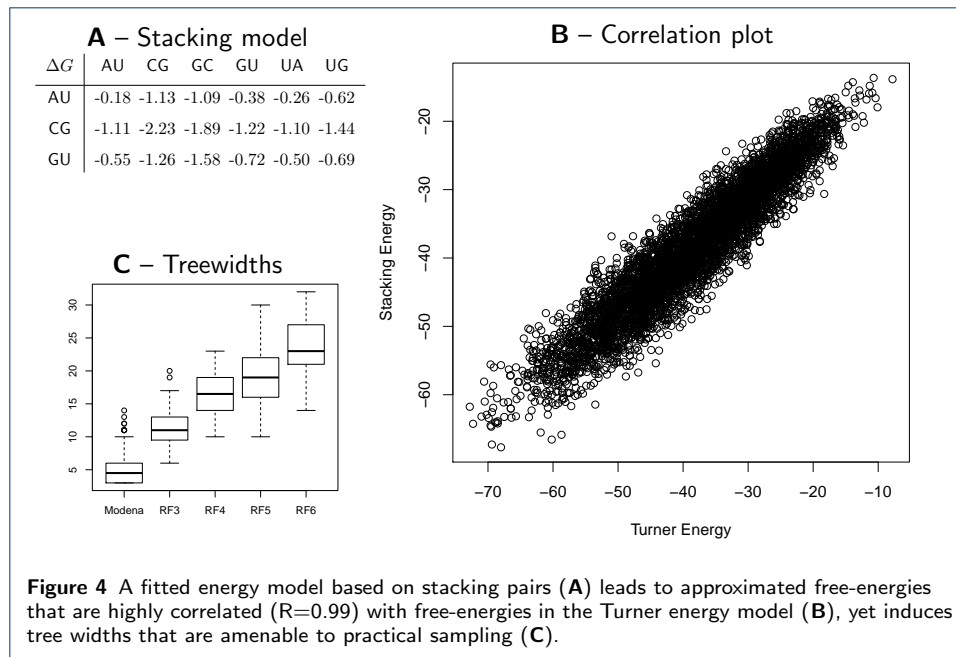 A – Stacking model
ΔG AU CG GC GU UA UG
AU -0.18 -1.13 -1.09 -0.38 -0.26 -0.62
CG -1.11 -2.23 -1.89 -1.22 -1.10 -1.44
GU -0.55 -1.26 -1.58 -0.72 -0.50 -0.69
B – Correlation plot
Stacking Energy
−20
−30
−40
−50
−60
−70 −60 −50 −40 −30 −20 −10
Turner Energy
C – Treewidths
30
25
20
15
10
5
Modena RF3 RF4 RF5 RF6
Figure 4 A fitted energy model based on stacking pairs (A) leads to approximated free-energies
that are highly correlated (R=0.99) with free-energies in the Turner energy model (B), yet induces
tree widths that are amenable to practical sampling (C).